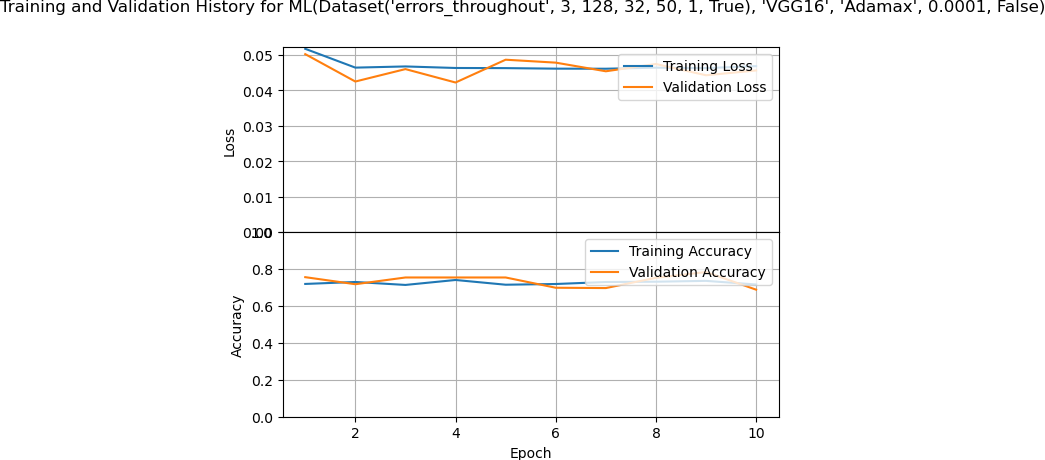 Training and Validation History for ML(Dataset('errors_throughout', 3, 128, 32, 50, 1, True), 'VGG16', 'Adamax', 0.0001, False)
0.05
0.04
0.03
0.02
0.01
0.00
Loss
Training Loss
Validation Loss
1.0
0.8
0.6
0.4
0.2
0.0
Accuracy
Training Accuracy
Validation Accuracy
2
4
6
8
10
Epoch